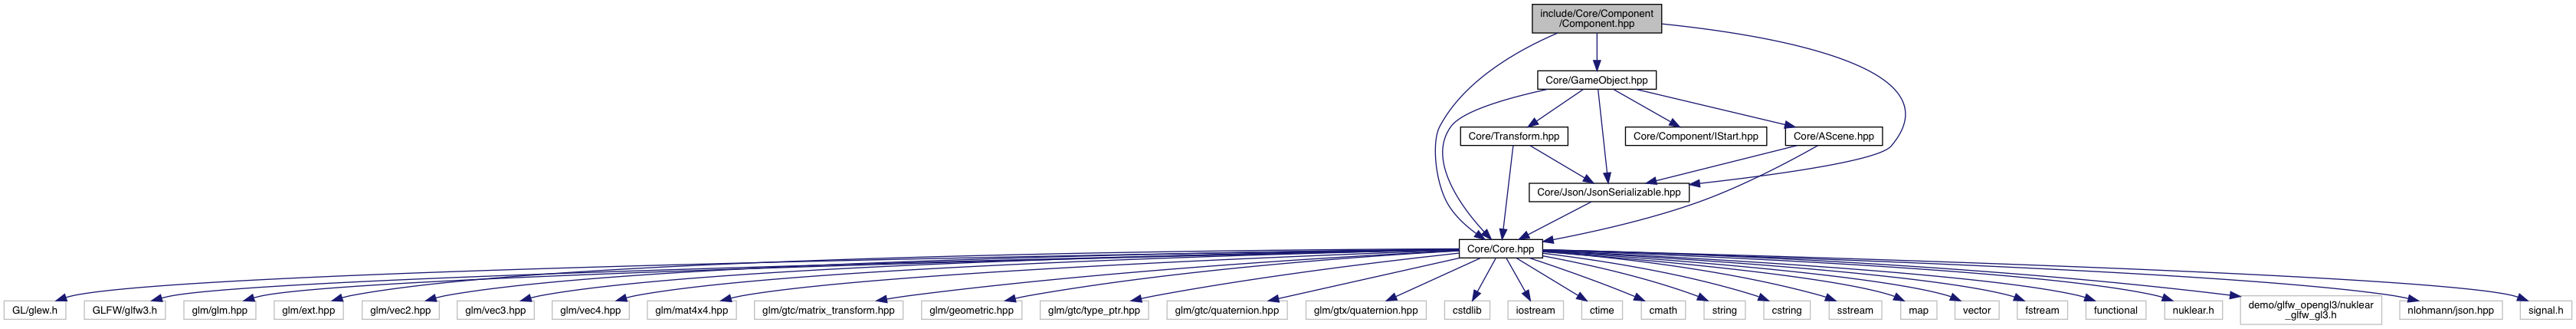 include/Core/Component
/Component.hpp
Core/GameObject.hpp
Core/Transform.hpp
Core/Component/IStart.hpp
Core/AScene.hpp
Core/Json/JsonSerializable.hpp
Core/Core.hpp
GL/glew.h
GLFW/glfw3.h
glm/glm.hpp
glm/ext.hpp
glm/vec2.hpp
glm/vec3.hpp
glm/vec4.hpp
glm/mat4x4.hpp
glm/gtc/matrix_transform.hpp
glm/geometric.hpp
glm/gtc/type_ptr.hpp
glm/gtc/quaternion.hpp
glm/gtx/quaternion.hpp
cstdlib
iostream
ctime
cmath
string
cstring
sstream
map
vector
fstream
functional
nuklear.h
demo/glfw_opengl3/nuklear
_glfw_gl3.h
nlohmann/json.hpp
signal.h